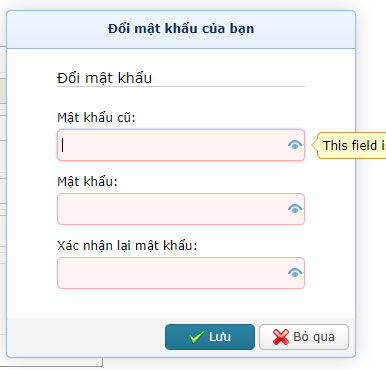 Đổi mật khẩu của bạn
Đổi mật khẩu
Mật khẩu cũ:
This field is
Mật khẩu:
Xác nhận lại mật khẩu:
Lưu
Bỏ qua